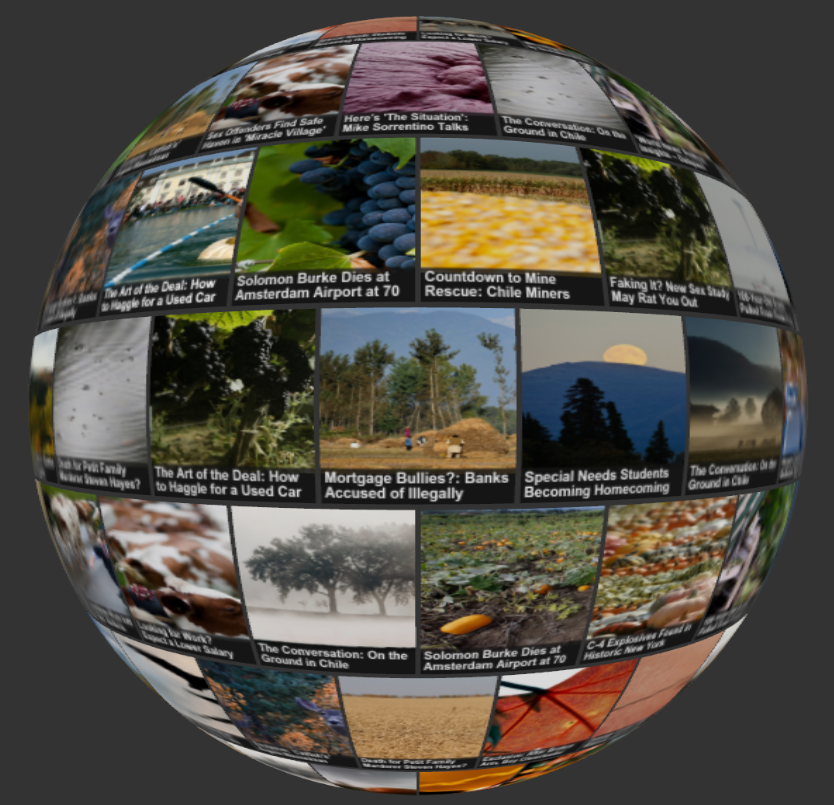 Sex Offenders Find Safe
Haven in 'Miracle Village'
Here's 'The Situation':
Mike Sorrentino Talks
The Conversation: On the
Ground in Chile
The Art of the Deal: How
to Haggle for a Used Car
Solomon Burke Dies at
Amsterdam Airport at 70
Countdown to Mine
Rescue: Chile Miners
Faking It? New Sex Study
May Rat You Out
Death for Petit Family
Murderer Steven Hayes?
The Art of the Deal: How
to Haggle for a Used Car
Mortgage Bullies?: Banks
Accused of Illegally
Special Needs Students
Becoming Homecoming
The Conversation: On the
Ground in Chile
Looking for Work?
Expect a Lower Salary
The Conversation: On the
Ground in Chile
Solomon Burke Dies at
Amsterdam Airport at 70
C-4 Explosives Found in
Historic New York
Death for Petit Family
Murderer Steven Hayes?